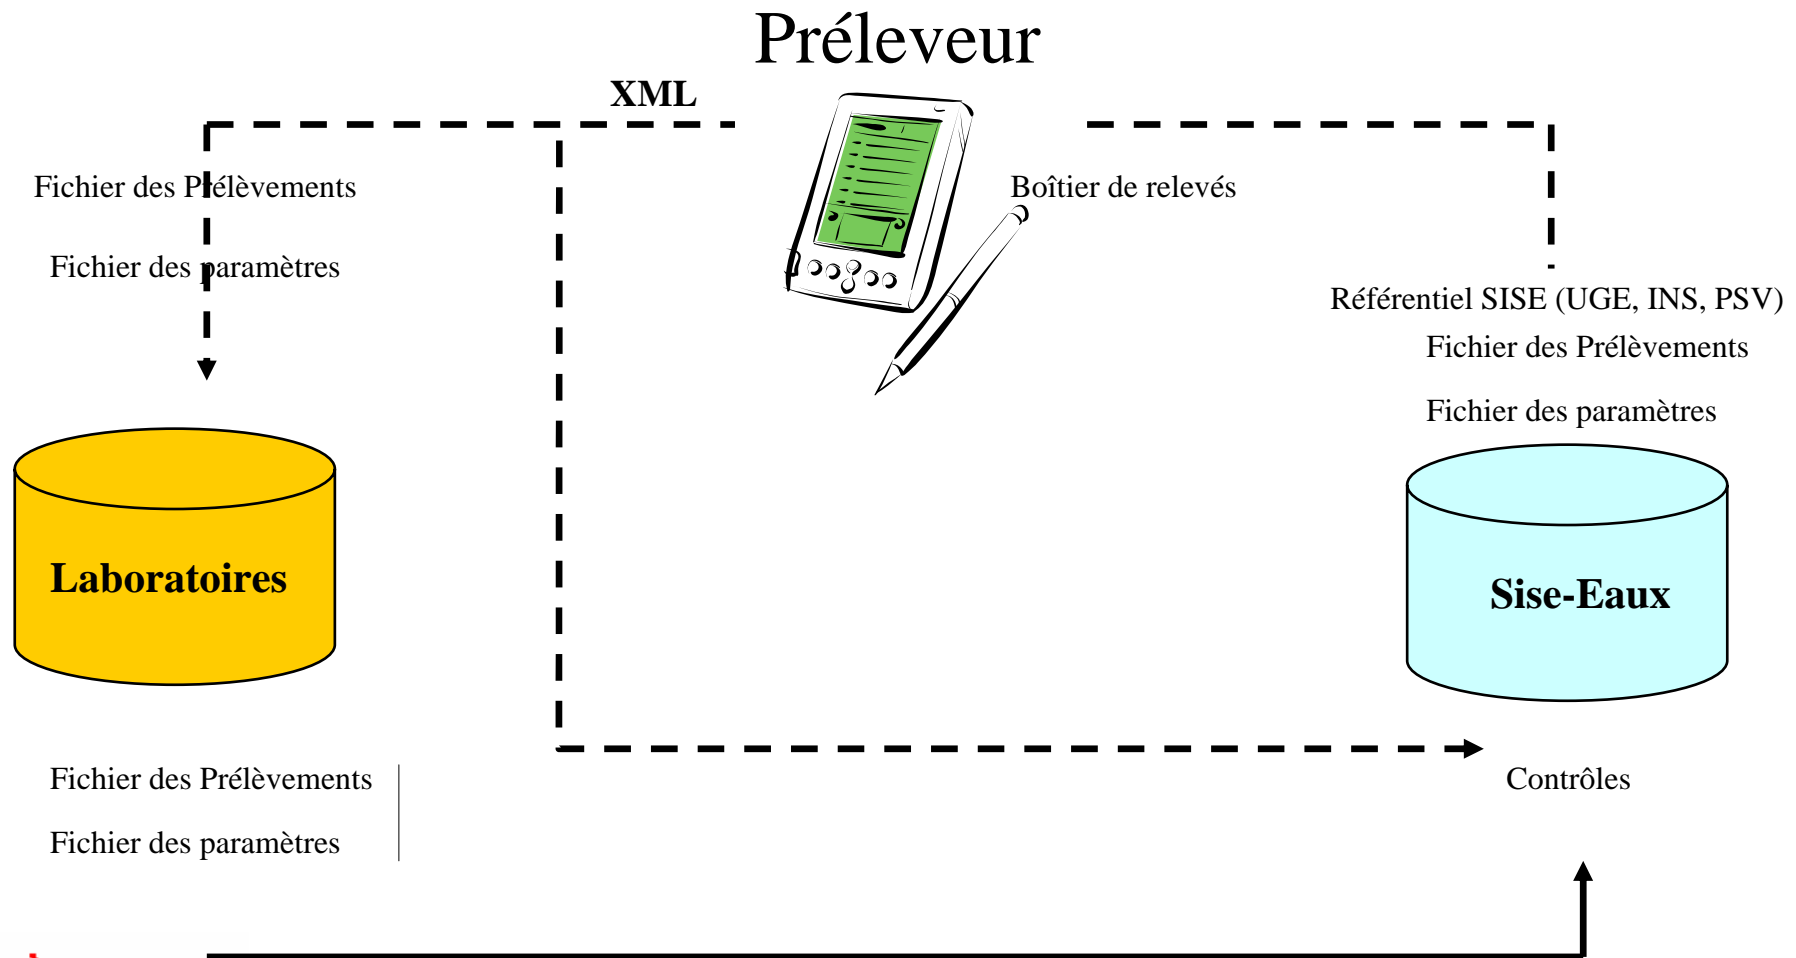 Préleveur
XML
Fichier des Prélèvements
Boîtier de relevés
Fichier des paramètres
Référentiel SISE (UGE, INS, PSV)
Fichier des Prélèvements
Fichier des paramètres
Laboratoires
Sise-Eaux
Fichier des Prélèvements
Contrôles
Fichier des paramètres